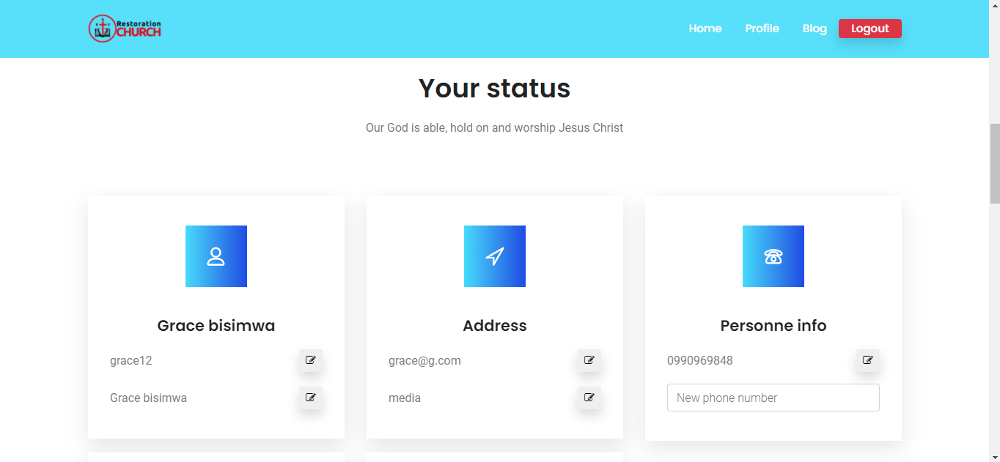 Restoration
CHURCH
Home Profile Blog Logout
Your status
Our God is able, hold on and worship Jesus Christ
Grace bisimwa
grace12
Grace bisimwa
Address
grace@g.com
media
Personne info
0990969848
New phone number